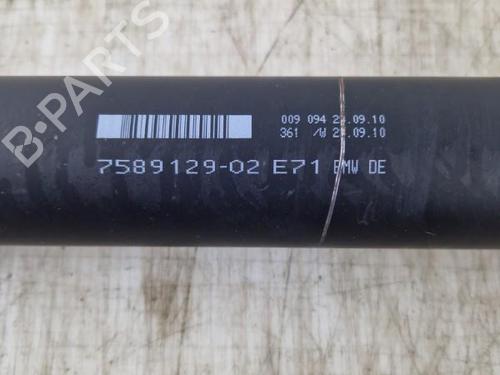 B-PARTS
009 094 2 .09.10
361 /W 2 .09.10
7589129-02 E71 BMW DE